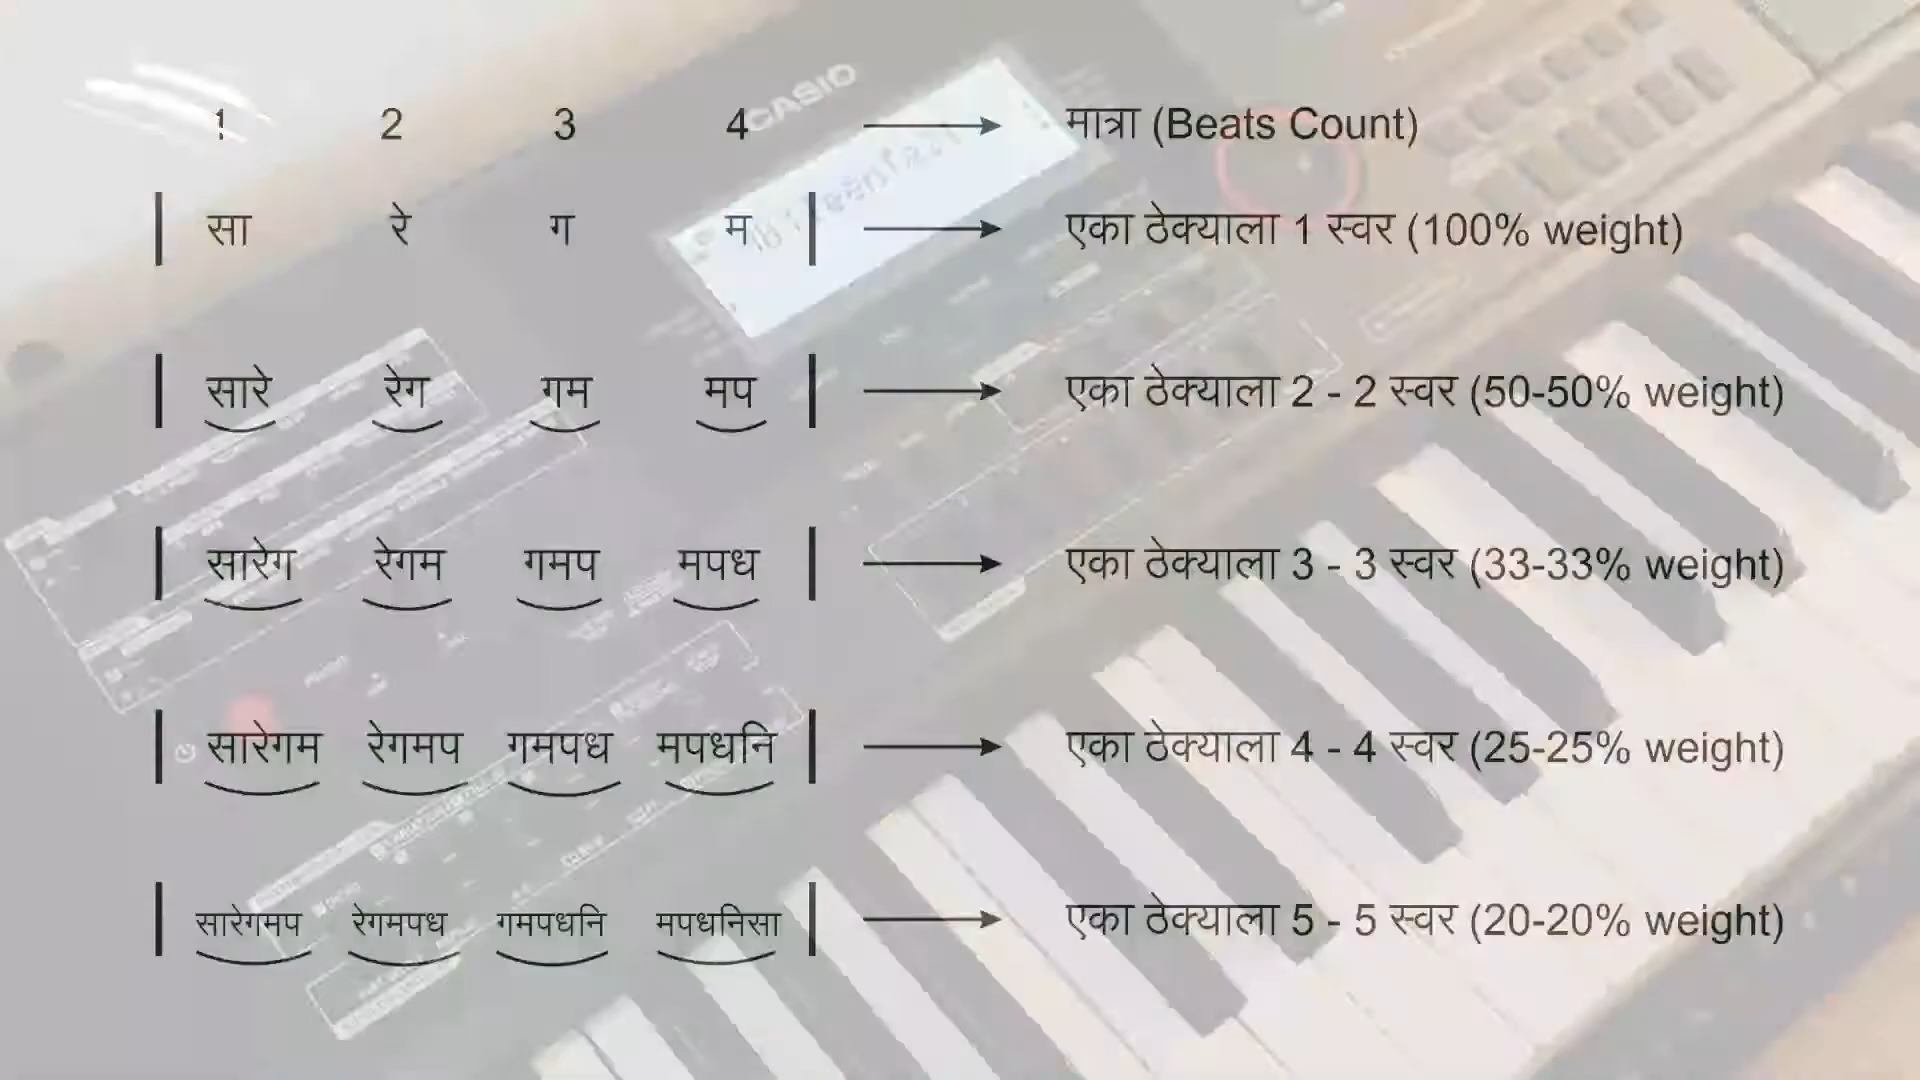 CASIO
1 2 3 4 → मात्रा (Beats Count)
| सा रे ग म | → एका ठेक्याला 1 स्वर (100% weight)
| सारे रेग गम मप | → एका ठेक्याला 2 - 2 स्वर (50-50% weight)
| सारेग रेगम गमप मपध | → एका ठेक्याला 3 - 3 स्वर (33-33% weight)
| सारेगम रेगमप गमपध मपधनि | → एका ठेक्याला 4 - 4 स्वर (25-25% weight)
| सारेगमप रेगमपध गमपधनि मपधनिसा | → एका ठेक्याला 5 - 5 स्वर (20-20% weight)